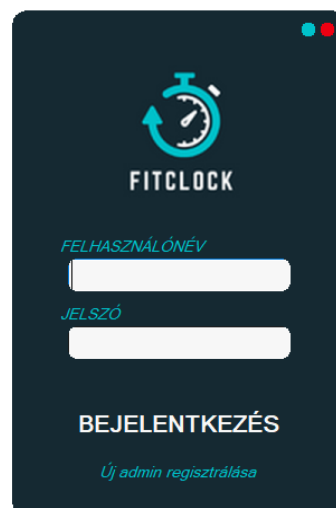 FITCLOCK
FELHASZNÁLÓNÉV
JELSZÓ
BEJELENTKEZÉS
Új admin regisztrálása